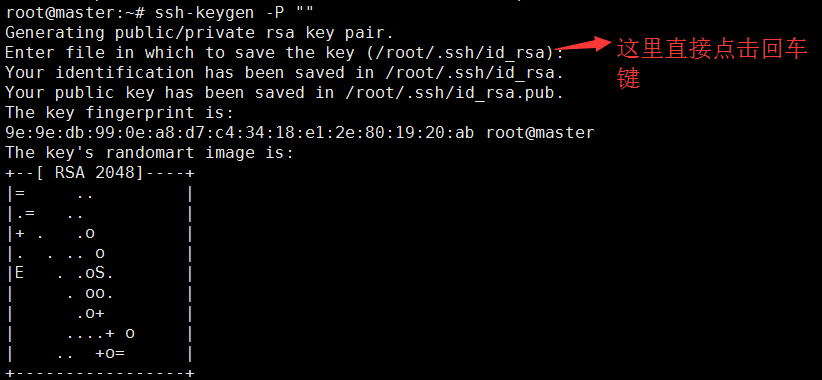 root@master:~# ssh-keygen -P ""
Generating public/private rsa key pair.
Enter file in which to save the key (/root/.ssh/id_rsa):
这里直接点击回车
键
Your identification has been saved in /root/.ssh/id_rsa.
Your public key has been saved in /root/.ssh/id_rsa.pub.
The key fingerprint is:
9e:9e:db:99:0e:a8:d7:c4:34:18:e1:2e:80:19:20:ab root@master
The key's randomart image is:
+--[ RSA 2048]----+
|=     ..         |
|.=   ..          |
|+ .   .o         |
|.  . .. o        |
|E   . .oS.       |
|     . oo.       |
|      .o+        |
|     ....+ o     |
|    ..  +o=      |
+-----------------+